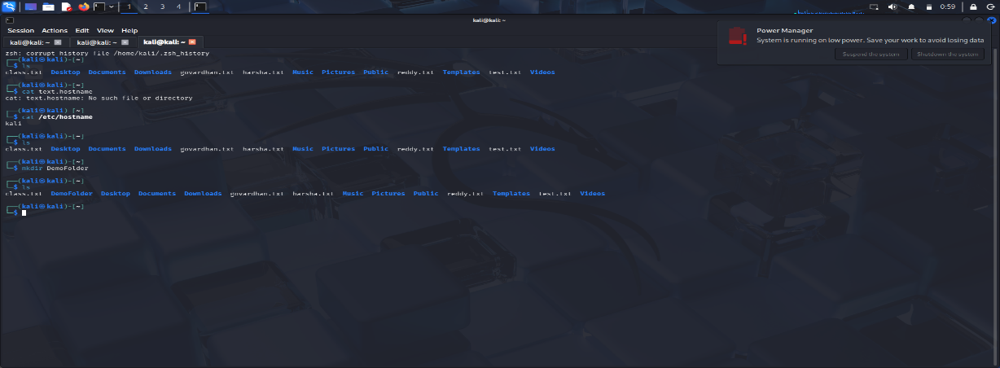 1 2 3 4
0:59
kali@kali: ~
Session Actions Edit View Help
kali@kali: ~ kali@kali: ~ kali@kali: ~
Power Manager
System is running on low power. Save your work to avoid losing data
Suspend the system Shutdown the system
zsh: corrupt history file /home/kali/.zsh_history
┌──(kali㉿kali)-[~]
└─$ ls
class.txt Desktop Documents Downloads govardhan.txt harsha.txt Music Pictures Public reddy.txt Templates test.txt Videos
┌──(kali㉿kali)-[~]
└─$ cat text.hostname
cat: text.hostname: No such file or directory
┌──(kali㉿kali)-[~]
└─$ cat /etc/hostname
kali
┌──(kali㉿kali)-[~]
└─$ ls
class.txt Desktop Documents Downloads govardhan.txt harsha.txt Music Pictures Public reddy.txt Templates test.txt Videos
┌──(kali㉿kali)-[~]
└─$ mkdir DemoFolder
┌──(kali㉿kali)-[~]
└─$ ls
class.txt DemoFolder Desktop Documents Downloads govardhan.txt harsha.txt Music Pictures Public reddy.txt Templates test.txt Videos
┌──(kali㉿kali)-[~]
└─$